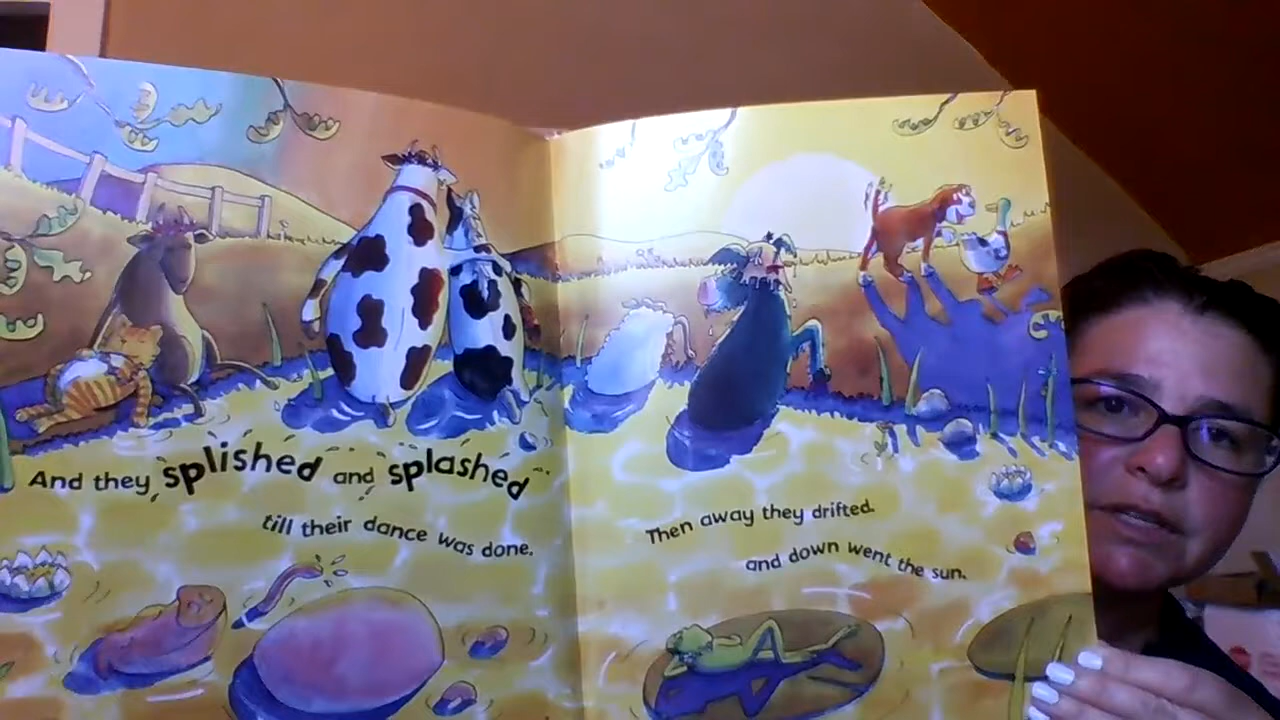 And they splished and splashed
till their dance was done.
Then away they drifted.
and down went the sun.